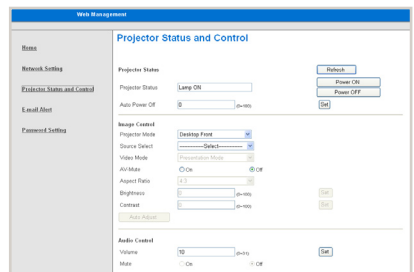 Web Management
Home
Network Setting
Projector Status and Control
E-mail Alert
Password Setting
Projector Status and Control
Projector Status
Refresh
Power ON
Projector Status Lamp ON
Power OFF
Auto Power Off 0 (0~180) Set
Image Control
Projector Mode Desktop Front
Source Select -------------Select-------------
Video Mode Presentation Mode
AV-Mute On Off
Aspect Ratio 4:3
Brightness 0 (0~100) Set
Contrast 0 (0~100) Set
Auto Adjust
Audio Control
Volume 10 Set
Mute On Off